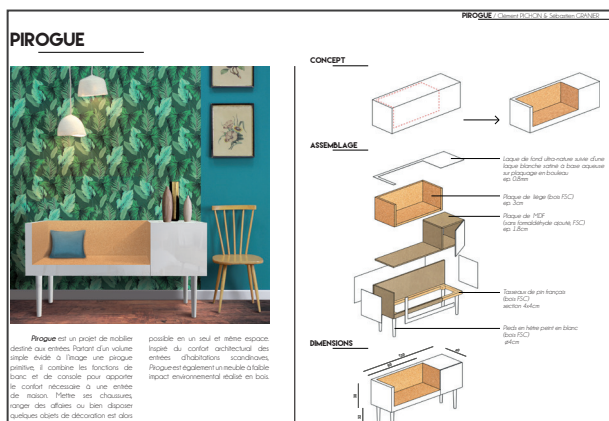 PIROGUE / Clément PICHON & Sébastien GRANIER
PIROGUE
Pirogue est un projet de mobilier
destiné aux entrées. Partant d'un volume
simple évidé à l'image une pirogue
primitive, il combine les fonctions de
banc et de console pour apporter
le confort nécessaire à une entrée
de maison. Mettre ses chaussures,
ranger des affaires ou bien disposer
quelques objets de décoration est alors
possible en un seul et même espace.
Inspiré du confort architectural des
entrées d'habitations scandinaves,
Pirogue est également un meuble à faible
impact environnemental réalisé en bois.
CONCEPT
ASSEMBLAGE
Laque de fond ultra-nature suivie d'une
laque blanche satiné à base aqueuse
sur plaquage en bouleau
ép. 0.8mm
Plaque de liège (bois FSC)
ép. 3cm
Plaque de MDF
(sans formaldéhyde ajouté, FSC)
ép. 1.8cm
Tasseaux de pin français
(bois FSC)
section 4x4cm
Pieds en hêtre peint en blanc
(bois FSC)
ø4cm
DIMENSIONS